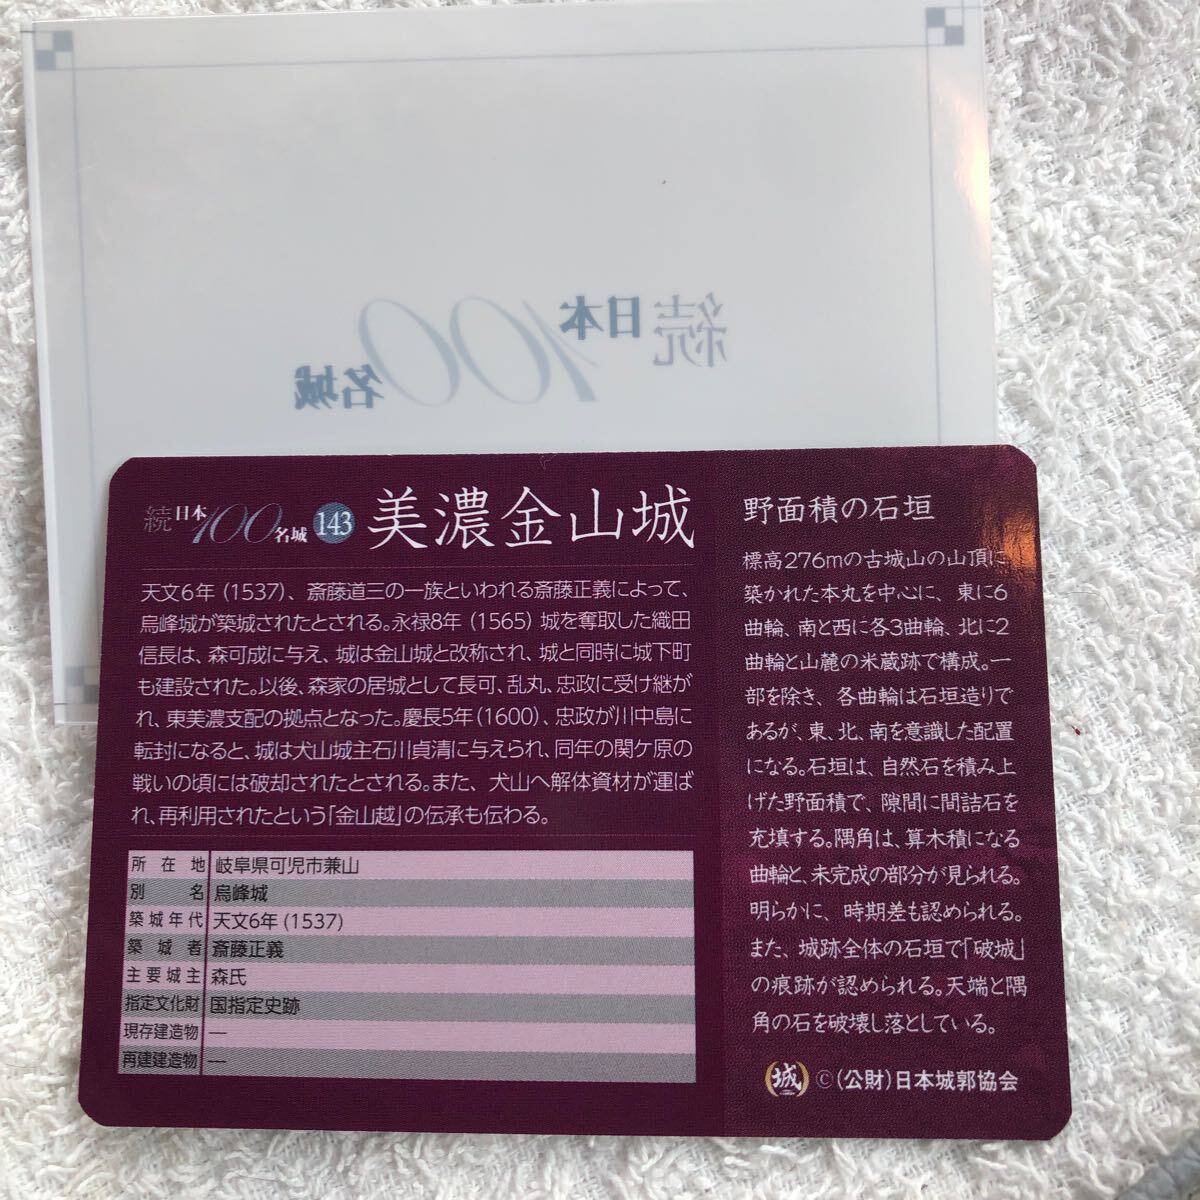 続日本100名城
続日本100名城 143 美濃金山城
天文6年(1537)、斎藤道三の一族といわれる斎藤正義によって、
烏峰城が築城されたとされる。永禄8年(1565)城を奪取した織田
信長は、森可成に与え、城は金山城と改称され、城と同時に城下町
も建設された。以後、森家の居城として長可、乱丸、忠政に受け継が
れ、東美濃支配の拠点となった。慶長5年(1600)、忠政が川中島に
転封になると、城は犬山城主石川貞清に与えられ、同年の関ケ原の
戦いの頃には破却されたとされる。また、犬山へ解体資材が運ば
れ、再利用されたという「金山越」の伝承も伝わる。
所在地 岐阜県可児市兼山
別名 烏峰城
築城年代 天文6年(1537)
築城者 斎藤正義
主要城主 森氏
指定文化財 国指定史跡
現存建造物 ―
再建建造物 ―
野面積の石垣
標高276mの古城山の山頂に
築かれた本丸を中心に、東に6
曲輪、南と西に各3曲輪、北に2
曲輪と山麓の米蔵跡で構成。一
部を除き、各曲輪は石垣造りで
あるが、東、北、南を意識した配置
になる。石垣は、自然石を積み上
げた野面積で、隙間に間詰石を
充填する。隅角は、算木積になる
曲輪と、未完成の部分が見られる。
明らかに、時期差も認められる。
また、城跡全体の石垣で「破城」
の痕跡が認められる。天端と隅
角の石を破壊し落としている。
城 ©(公財)日本城郭協会